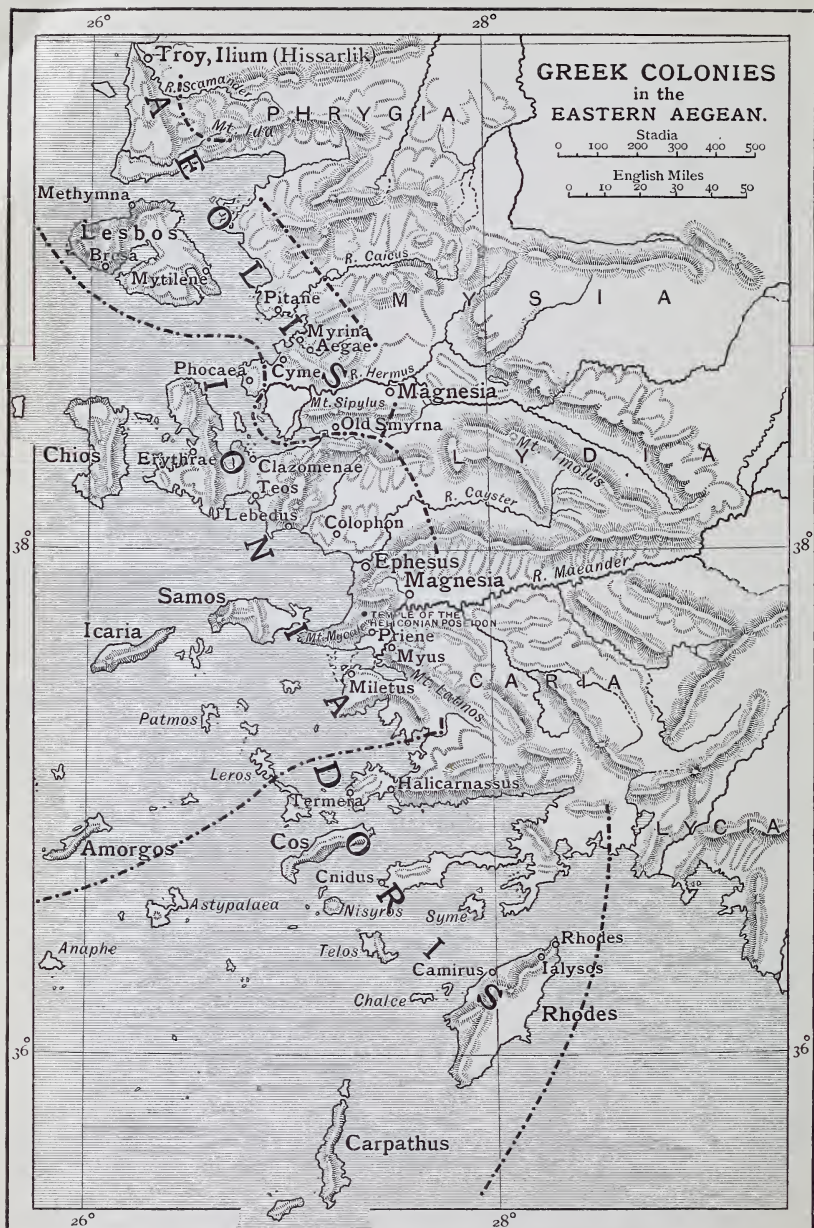 26°
28°
GREEK COLONIES
in the
EASTERN AEGEAN.
Stadia
0 100 200 300 400 500
English Miles
0 10 20 30 40 50
Troy, Ilium (Hissarlik)
R. Scamander
PHRYGIA
Mt. Ida
AEOLIS
Methymna
Lesbos
Bresa
Mytilene
R. Caicus
MYSIA
Pitane
Myrina
Aegae
Phocaea
Cyme
R. Hermus
Magnesia
Mt. Sipylus
Old Smyrna
Chios
Erythrae
Clazomenae
LYDIA
Mt. Tmolus
Teos
R. Cayster
Lebedus
Colophon
38°
38°
IONIA
Ephesus
R. Maeander
Magnesia
Samos
TEMPLE OF THE
HELICONIAN POSEIDON
Icaria
Mt. Mycale
Priene
Myus
CARIA
Miletus
Mt. Latmos
Patmos
Leros
Halicarnassus
Termera
LYCIA
Amorgos
Cos
DORIS
Cnidus
Astypalaea
Nisyros
Syme
Anaphe
Telos
Rhodes
Camirus
Ialysos
Chalce
Rhodes
36°
36°
Carpathus
26°
28°